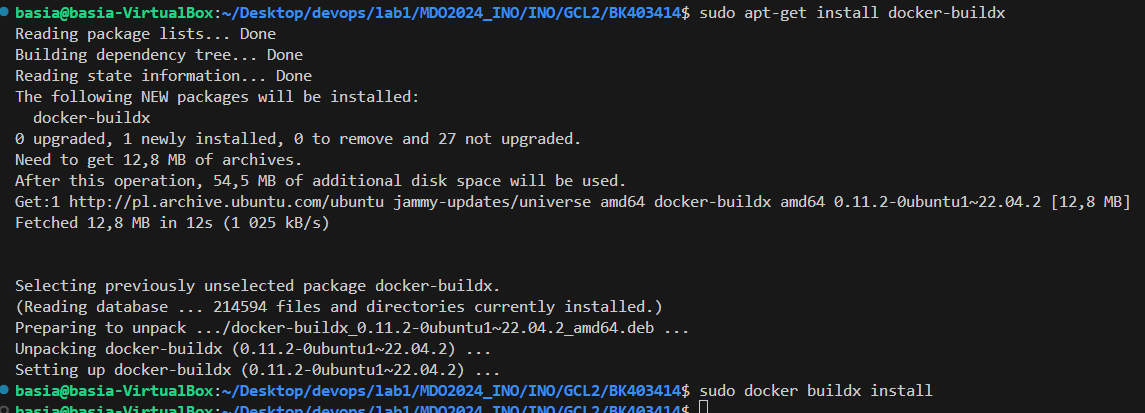 basia@basia-VirtualBox:~/Desktop/devops/lab1/MDO2024_INO/INO/GCL2/BK403414$ sudo apt-get install docker-buildx
Reading package lists... Done
Building dependency tree... Done
Reading state information... Done
The following NEW packages will be installed:
  docker-buildx
0 upgraded, 1 newly installed, 0 to remove and 27 not upgraded.
Need to get 12,8 MB of archives.
After this operation, 54,5 MB of additional disk space will be used.
Get:1 http://pl.archive.ubuntu.com/ubuntu jammy-updates/universe amd64 docker-buildx amd64 0.11.2-0ubuntu1~22.04.2 [12,8 MB]
Fetched 12,8 MB in 12s (1 025 kB/s)
Selecting previously unselected package docker-buildx.
(Reading database ... 214594 files and directories currently installed.)
Preparing to unpack .../docker-buildx_0.11.2-0ubuntu1~22.04.2_amd64.deb ...
Unpacking docker-buildx (0.11.2-0ubuntu1~22.04.2) ...
Setting up docker-buildx (0.11.2-0ubuntu1~22.04.2) ...
basia@basia-VirtualBox:~/Desktop/devops/lab1/MDO2024_INO/INO/GCL2/BK403414$ sudo docker buildx install
basia@basia-VirtualBox:~/Desktop/devops/lab1/MDO2024_INO/INO/GCL2/BK403414$